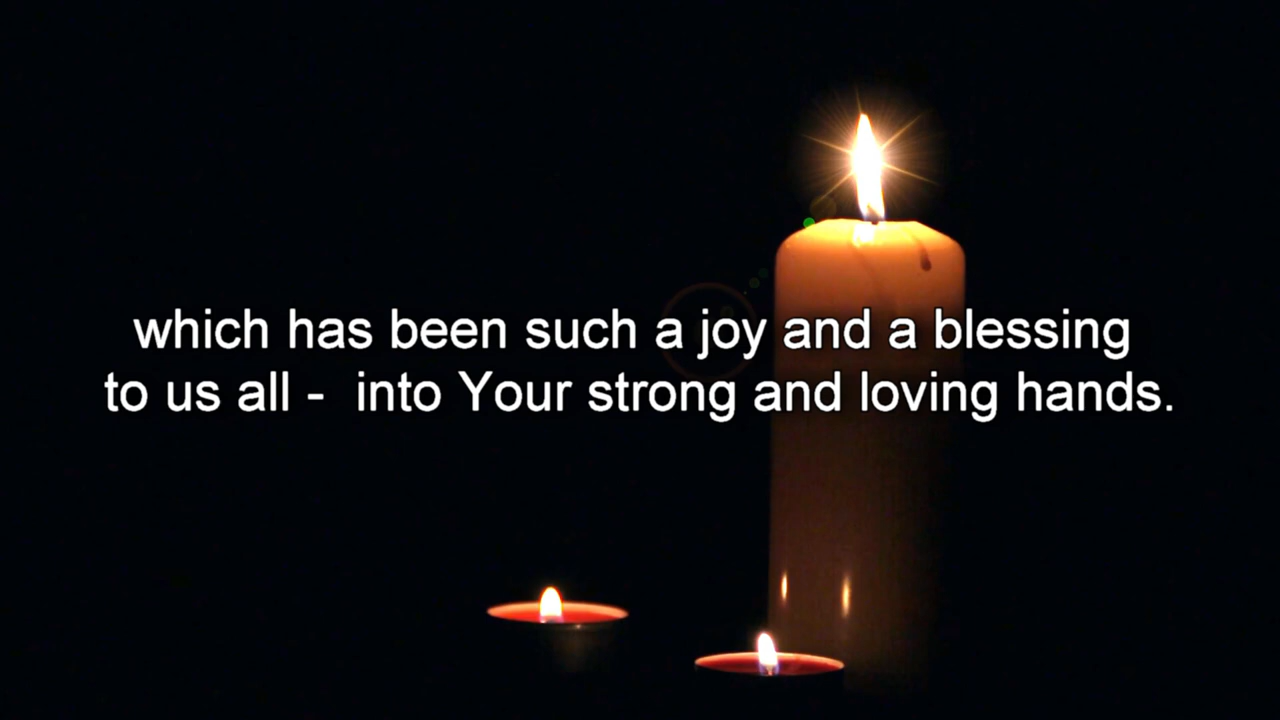 which has been such a joy and a blessing
to us all -  into Your strong and loving hands.